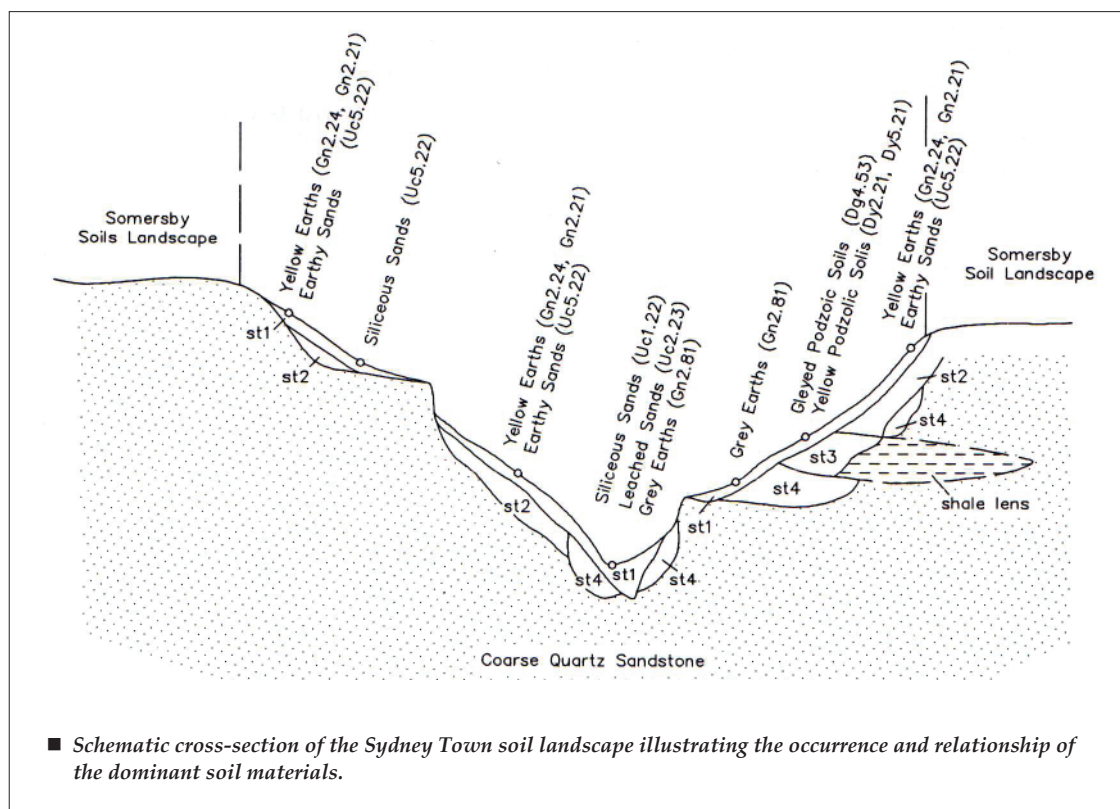 Somersby
Soils Landscape
Yellow Earths (Gn2.24, Gn2.21)
Earthy Sands (Uc5.22)
Siliceous Sands (Uc5.22)
Yellow Earths (Gn2.24, Gn2.21)
Earthy Sands (Uc5.22)
Siliceous Sands (Uc1.22)
Leached Sands (Uc2.23)
Grey Earths (Gn2.81)
Grey Earths (Gn2.81)
Gleyed Podzoic Soils (Dg4.53)
Yellow Podzolic Solis (Dy2.21, Dy5.21)
Yellow Earths (Gn2.24, Gn2.21)
Earthy Sands (Uc5.22)
Somersby
Soil Landscape
st1
st2
st2
st4
st1
st4
st1
st4
st3
st4
st2
shale lens
Coarse Quartz Sandstone
■ Schematic cross-section of the Sydney Town soil landscape illustrating the occurrence and relationship of
the dominant soil materials.